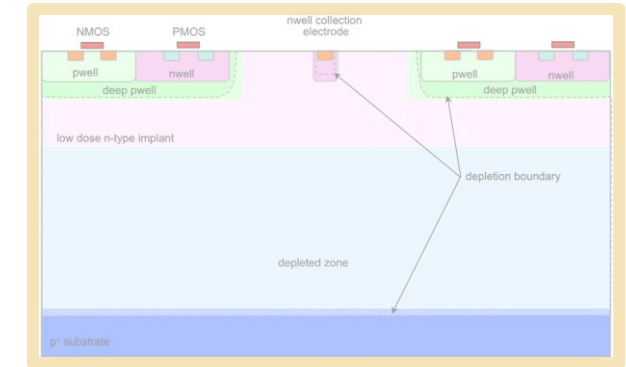 nwell collection
electrode
NMOS
PMOS
pwell
nwell
deep pwell
pwell
nwell
deep pwell
low dose n-type implant
depletion boundary
depleted zone
p⁺ substrate